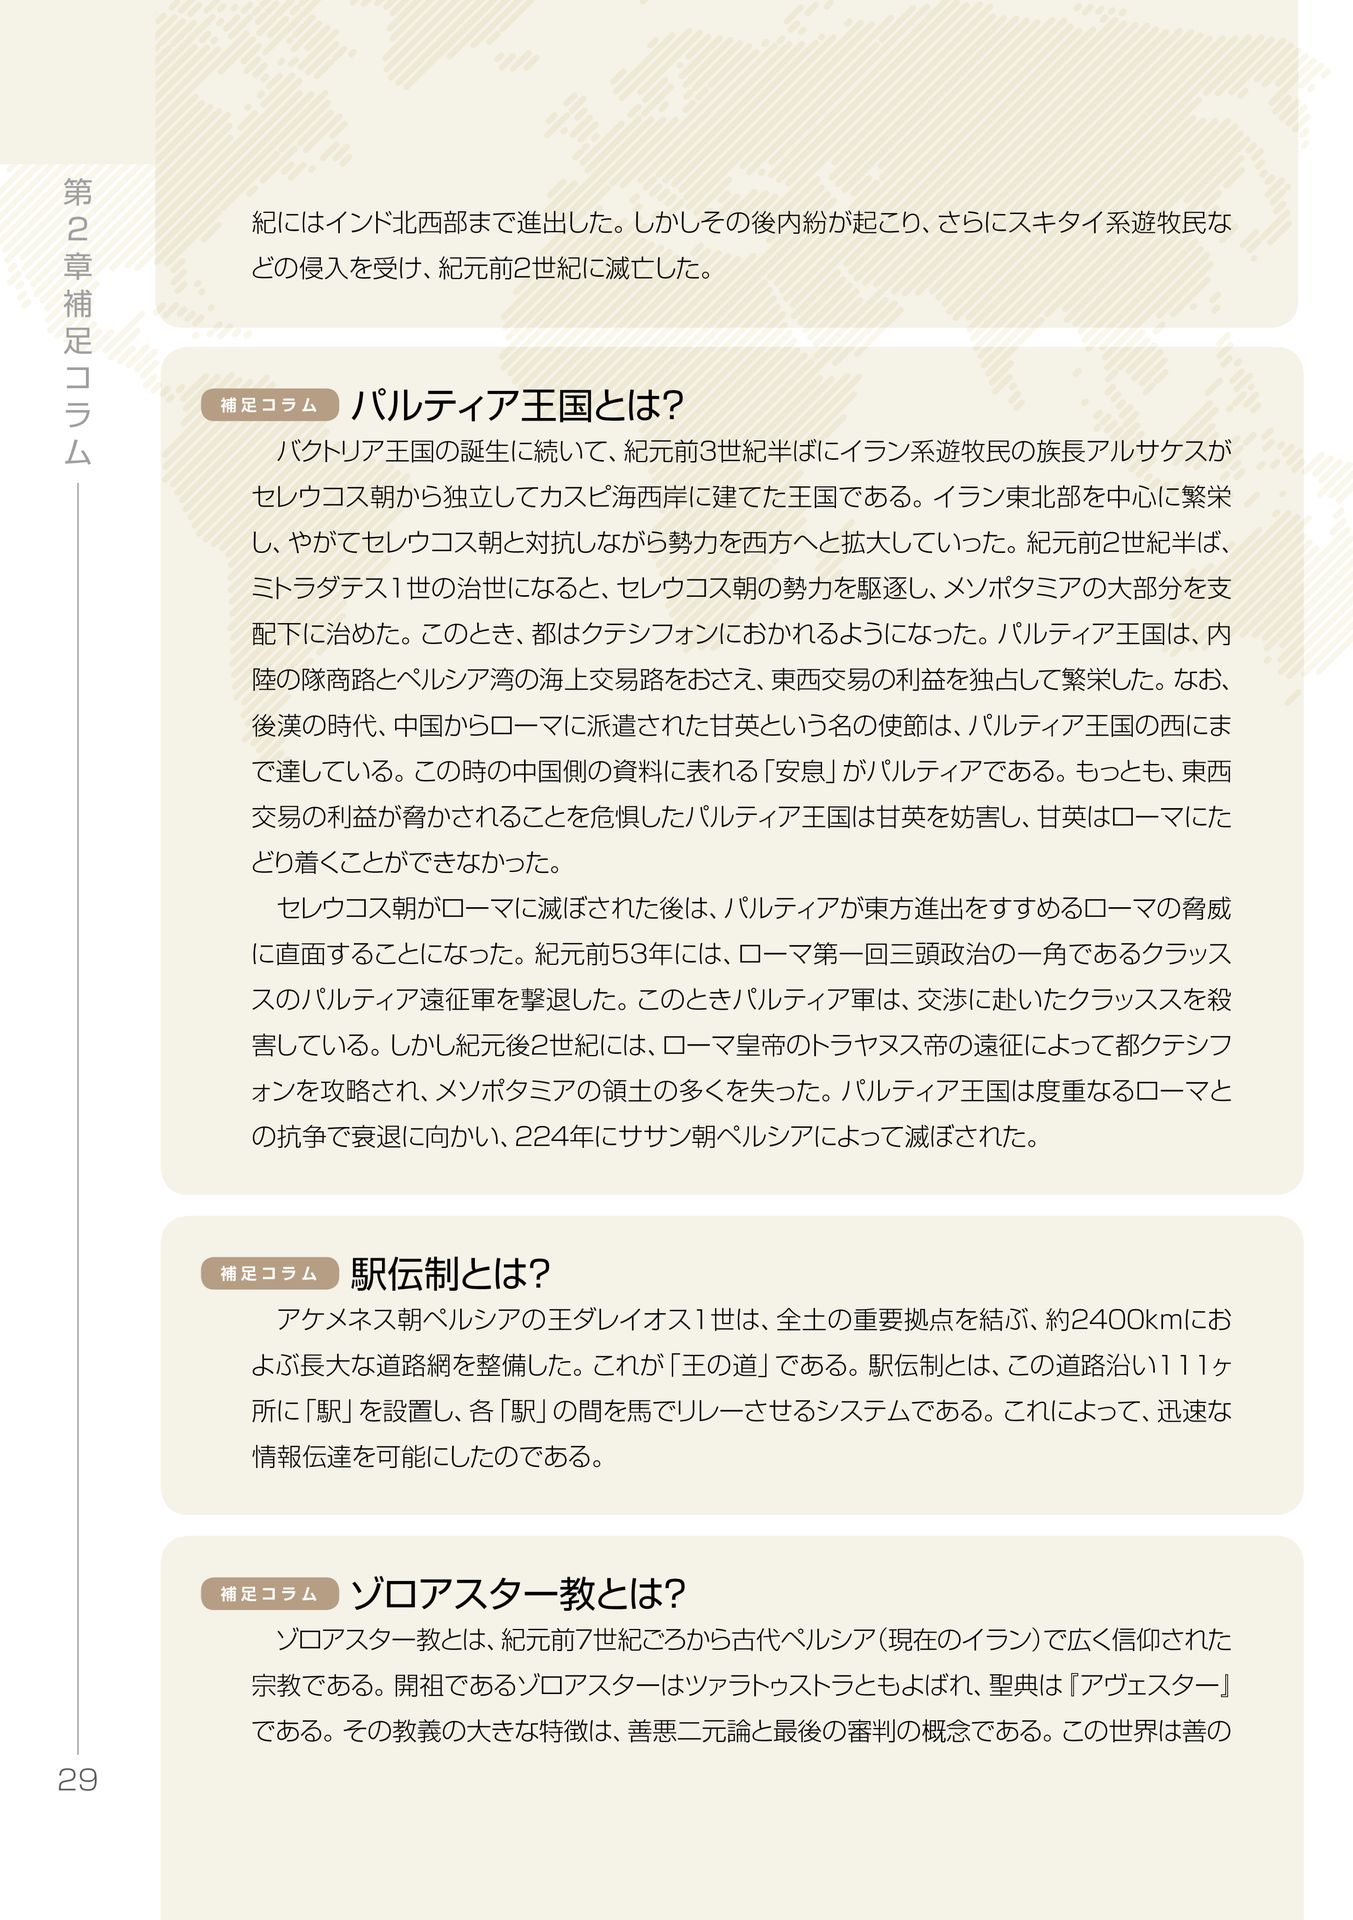 第2章補足コラム
紀にはインド北西部まで進出した。しかしその後内紛が起こり、さらにスキタイ系遊牧民な
どの侵入を受け、紀元前2世紀に滅亡した。
補足コラム パルティア王国とは?
バクトリア王国の誕生に続いて、紀元前3世紀半ばにイラン系遊牧民の族長アルサケスが
セレウコス朝から独立してカスピ海西岸に建てた王国である。イラン東北部を中心に繁栄
し、やがてセレウコス朝と対抗しながら勢力を西方へと拡大していった。紀元前2世紀半ば、
ミトラダテス1世の治世になると、セレウコス朝の勢力を駆逐し、メソポタミアの大部分を支
配下に治めた。このとき、都はクテシフォンにおかれるようになった。パルティア王国は、内
陸の隊商路とペルシア湾の海上交易路をおさえ、東西交易の利益を独占して繁栄した。なお、
後漢の時代、中国からローマに派遣された甘英という名の使節は、パルティア王国の西にま
で達している。この時の中国側の資料に表れる「安息」がパルティアである。もっとも、東西
交易の利益が脅かされることを危惧したパルティア王国は甘英を妨害し、甘英はローマにた
どり着くことができなかった。
セレウコス朝がローマに滅ぼされた後は、パルティアが東方進出をすすめるローマの脅威
に直面することになった。紀元前53年には、ローマ第一回三頭政治の一角であるクラッス
スのパルティア遠征軍を撃退した。このときパルティア軍は、交渉に赴いたクラッススを殺
害している。しかし紀元後2世紀には、ローマ皇帝のトラヤヌス帝の遠征によって都クテシフ
ォンを攻略され、メソポタミアの領土の多くを失った。パルティア王国は度重なるローマと
の抗争で衰退に向かい、224年にササン朝ペルシアによって滅ぼされた。
補足コラム 駅伝制とは?
アケメネス朝ペルシアの王ダレイオス1世は、全土の重要拠点を結ぶ、約2400kmにお
よぶ長大な道路網を整備した。これが「王の道」である。駅伝制とは、この道路沿い111ヶ
所に「駅」を設置し、各「駅」の間を馬でリレーさせるシステムである。これによって、迅速な
情報伝達を可能にしたのである。
補足コラム ゾロアスター教とは?
ゾロアスター教とは、紀元前7世紀ごろから古代ペルシア(現在のイラン)で広く信仰された
宗教である。開祖であるゾロアスターはツァラトゥストラともよばれ、聖典は『アヴェスター』
である。その教義の大きな特徴は、善悪二元論と最後の審判の概念である。この世界は善の
29